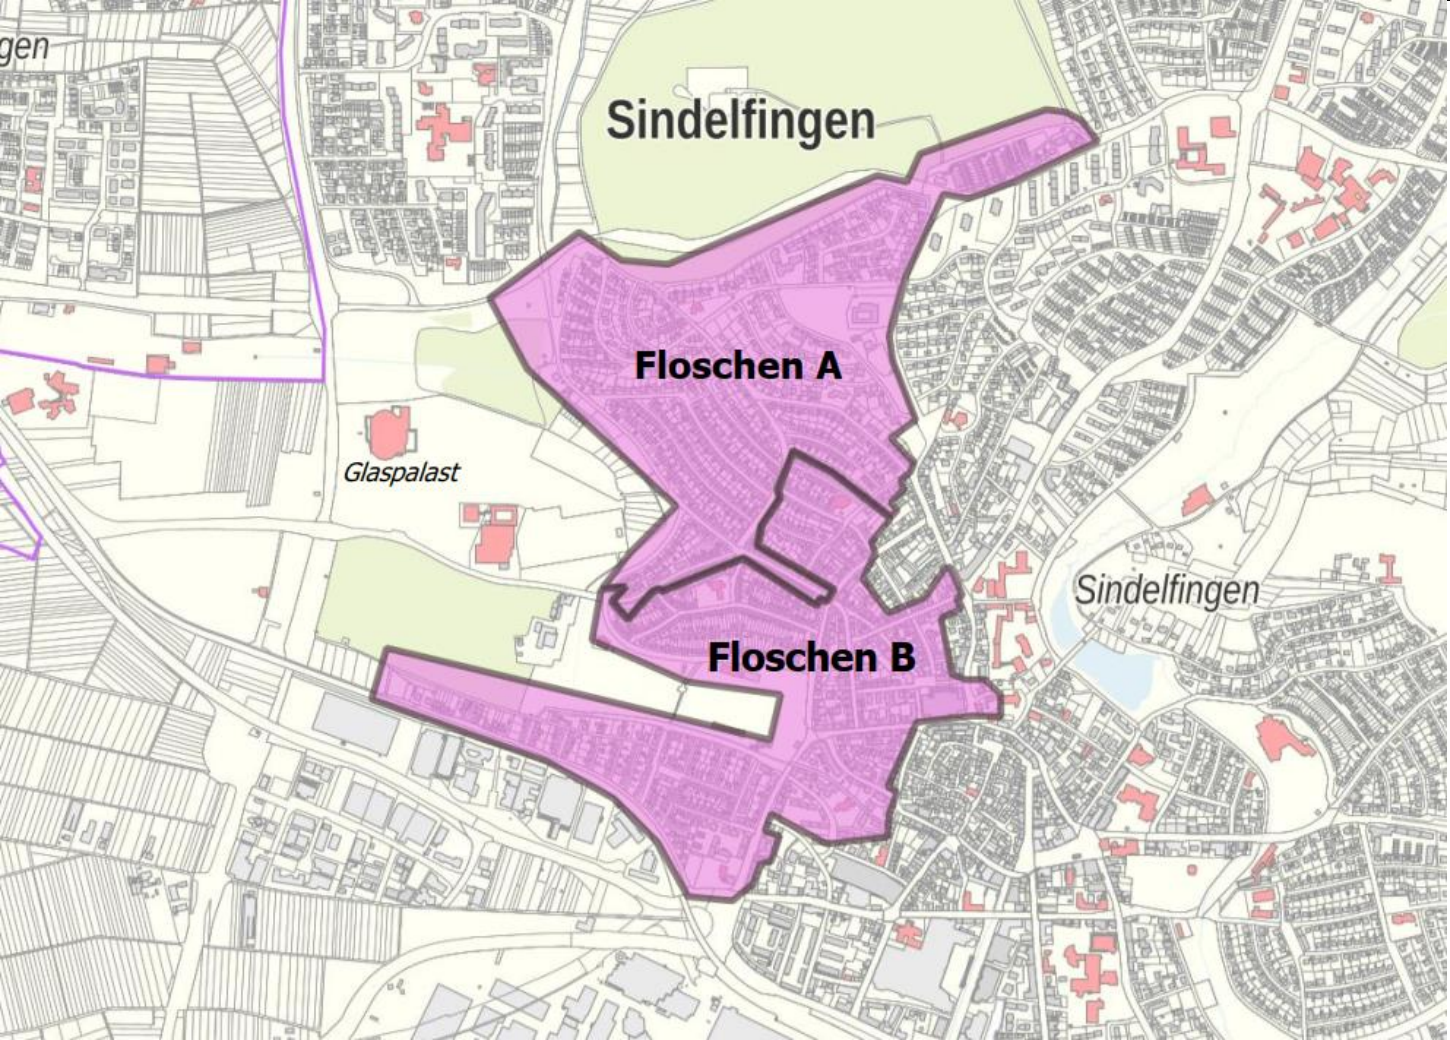 gen
Sindelfingen
Floschen A
Glaspalast
Sindelfingen
Floschen B